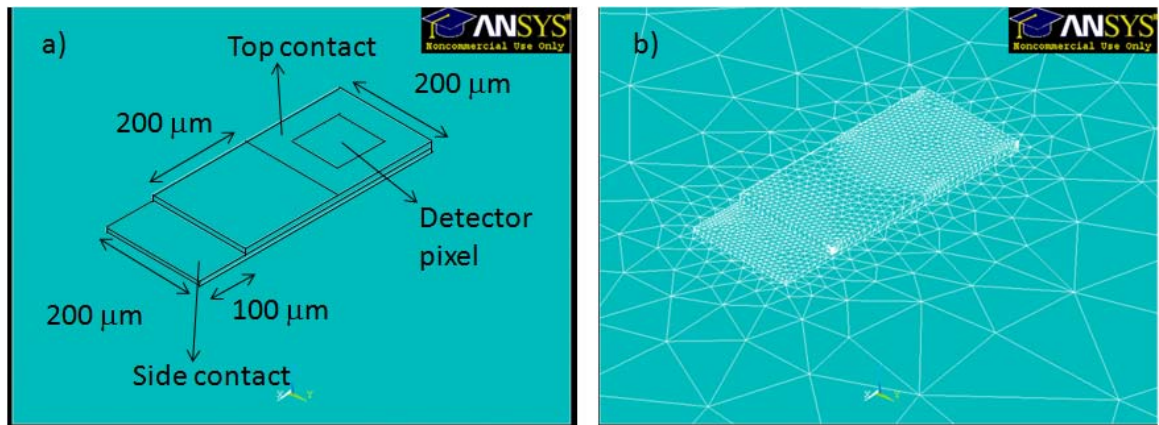 a)
ANSYS
Noncommercial Use Only
Top contact
200 μm
200 μm
Detector
pixel
200 μm
100 μm
Side contact
X Y
b)
ANSYS
Noncommercial Use Only
X Y